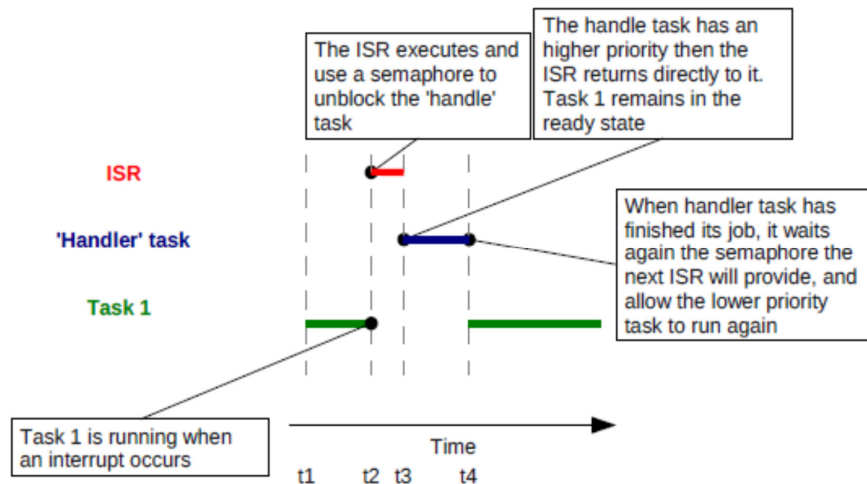 The ISR executes and
use a semaphore to
unblock the 'handle'
task
The handle task has an
higher priority then the
ISR returns directly to it.
Task 1 remains in the
ready state
ISR
'Handler' task
Task 1
When handler task has
finished its job, it waits
again the semaphore the
next ISR will provide, and
allow the lower priority
task to run again
Task 1 is running when
an interrupt occurs
Time
t1 t2 t3 t4